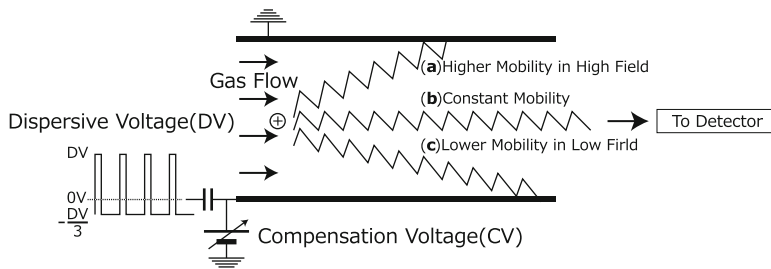 (a)Higher Mobility in High Field
Gas Flow
(b)Constant Mobility
Dispersive Voltage(DV)
To Detector
(c)Lower Mobility in Low Firld
DV
0V
- DV
3
Compensation Voltage(CV)